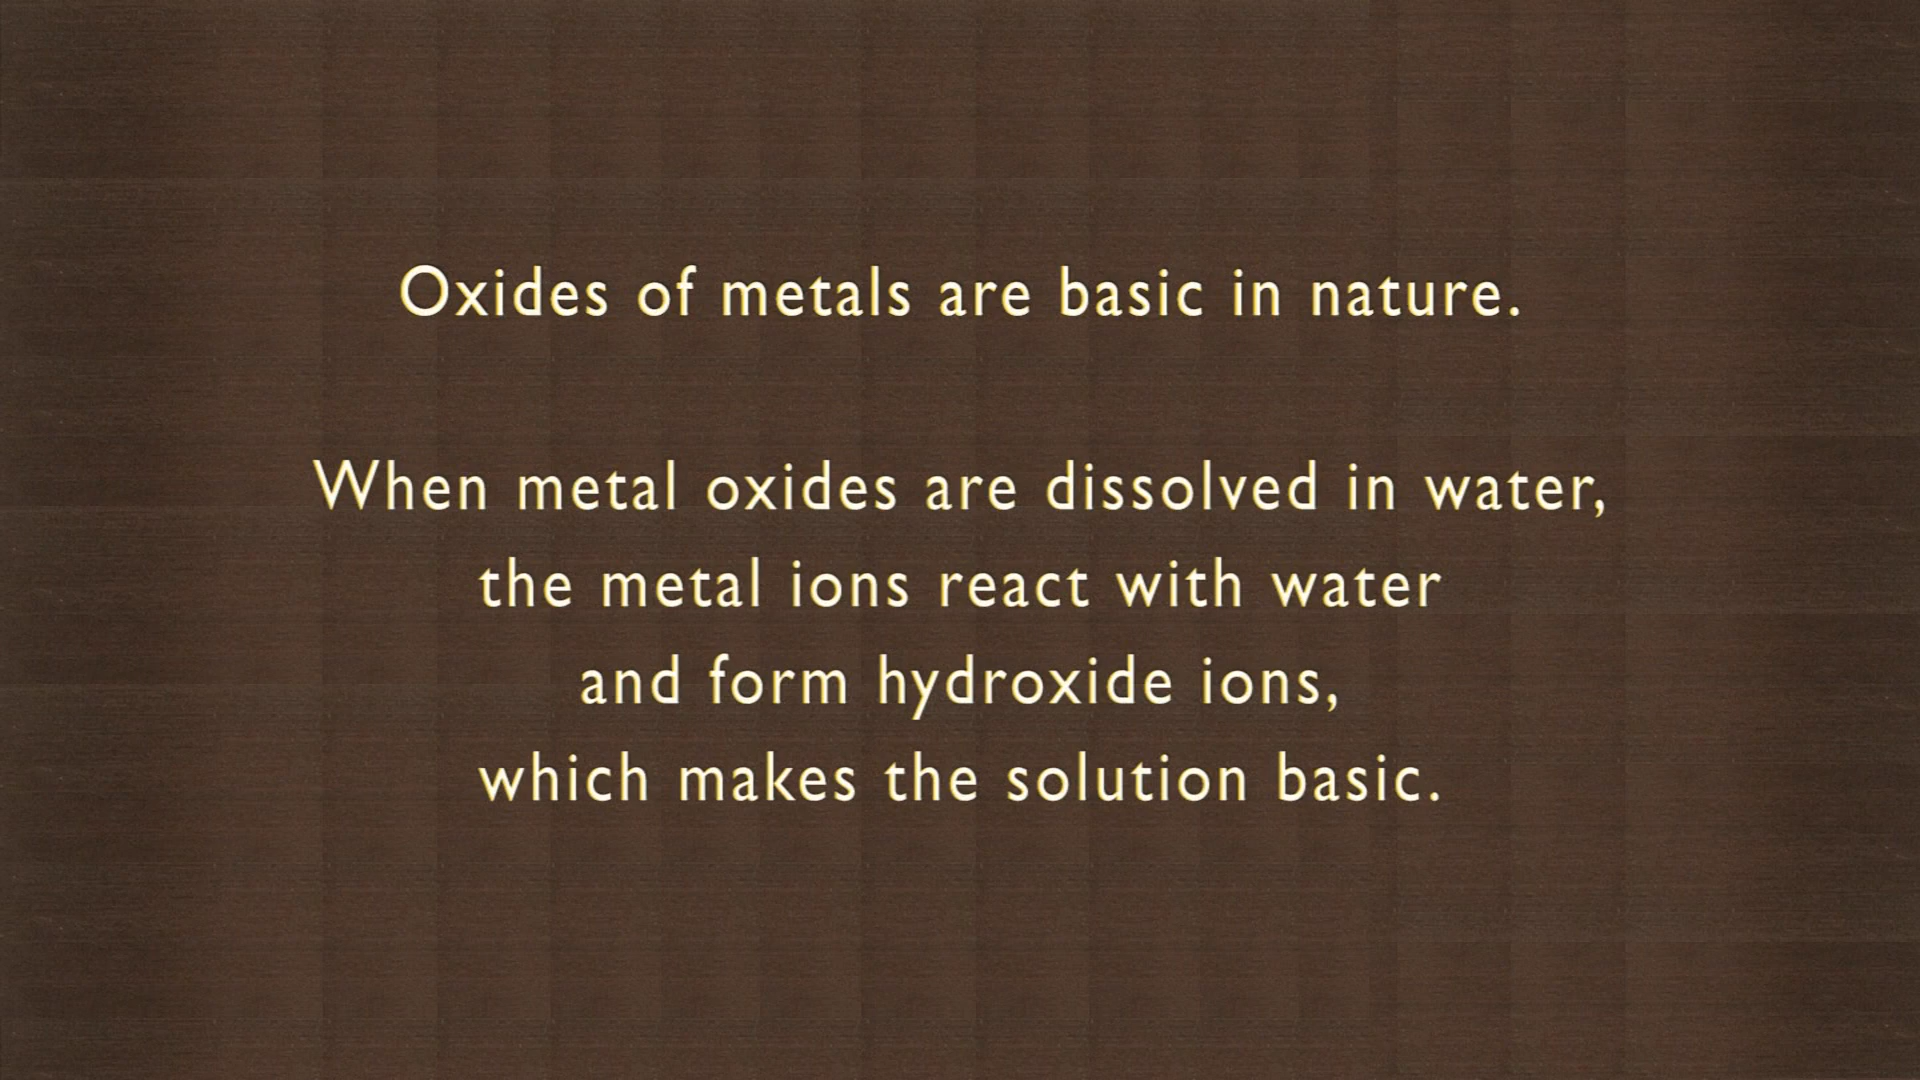 Oxides of metals are basic in nature.
When metal oxides are dissolved in water,
the metal ions react with water
and form hydroxide ions,
which makes the solution basic.